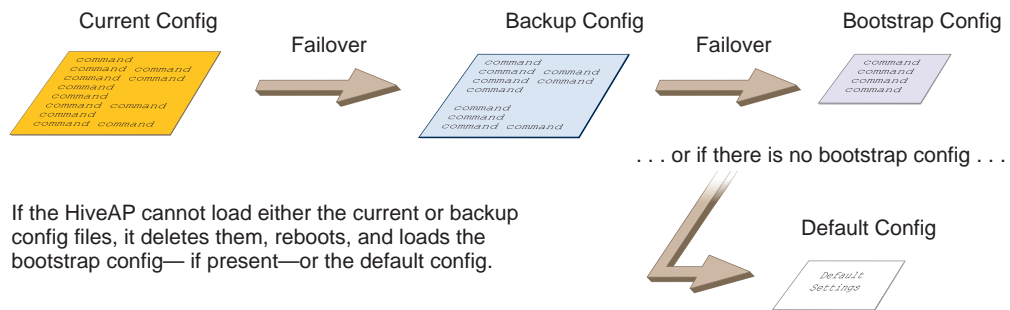 Current Config
Backup Config
Bootstrap Config
Failover
Failover
command
command command
command command
command
command
command command
command
command command
command
command command
command command
command
command
command
command command
command
command
command
command
. . . or if there is no bootstrap config . . .
If the HiveAP cannot load either the current or backup
config files, it deletes them, reboots, and loads the
bootstrap config— if present—or the default config.
Default Config
Default
Settings